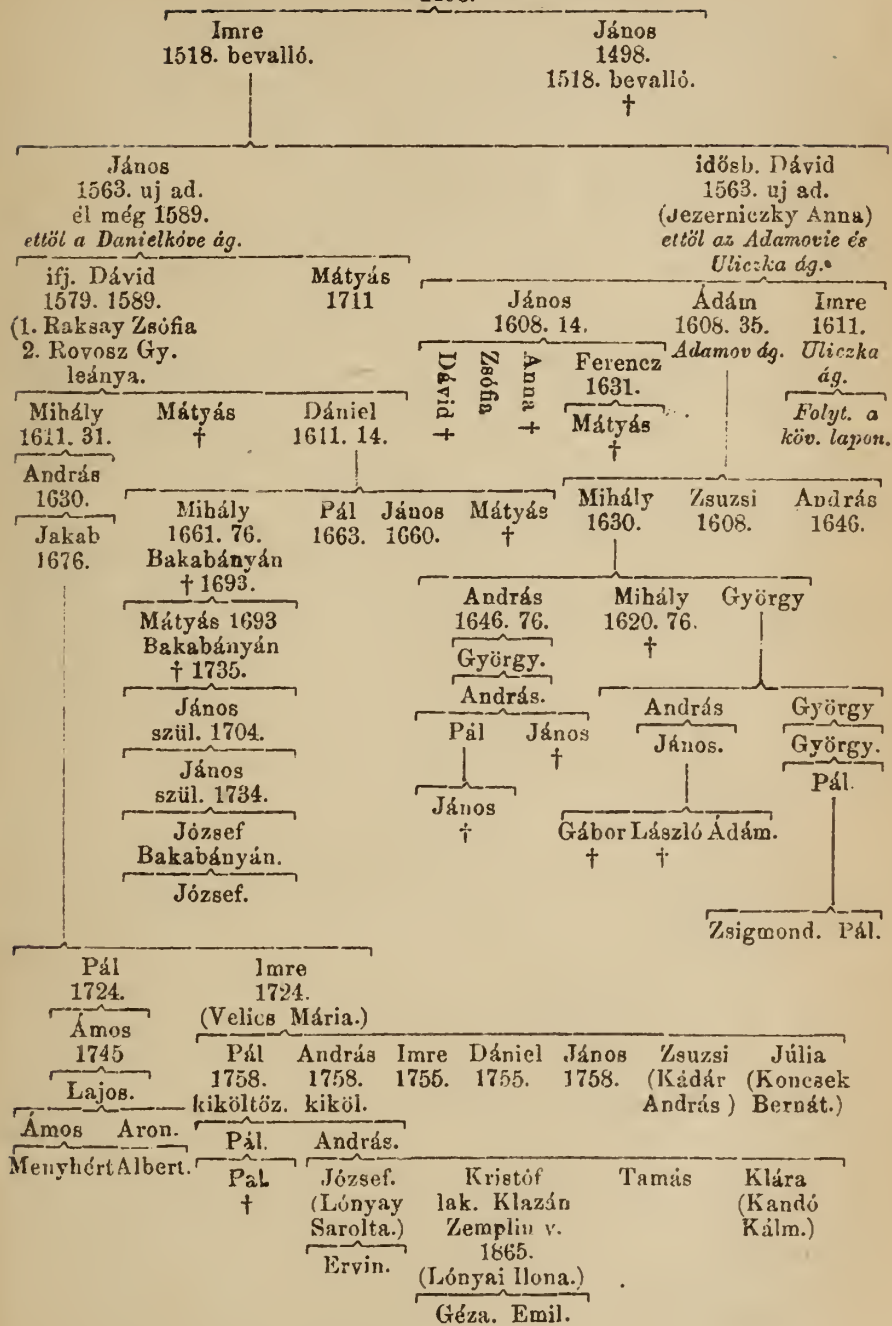 Imre János
1518. bevalló. 1498.
1518. bevalló.
†
János idősb. Dávid
1563. uj ad. 1563. uj ad.
él még 1589. (Jezerniczky Anna)
ettöl a Danielkóve ág. ettöl az Adamovie és
Uliczka ág.
ifj. Dávid Mátyás János Ádám Imre
1579. 1589. 1711 1608. 14. 1608. 35. 1611.
(1. Raksay Zsófia Adamov ág. Uliczka
2. Rovosz Gy. ág.
leánya. Folyt. a
köv. lapon.
Dávid † Zsófia Anna † Ferencz
1631.
Mátyás
†
Mihály Mátyás Dániel
1611. 31. † 1611. 14.
András
1630.
Jakab
1676.
Mihály Pál János Mátyás Mihály Zsuzsi András
1661. 76. 1663. 1660. † 1630. 1608. 1646.
Bakabányán
† 1693.
Mátyás 1693
Bakabányán
† 1735.
János
szül. 1704.
János
szül. 1734.
József
Bakabányán.
József.
András Mihály György
1646. 76. 1620. 76.
†
György.
András.
Pál János
†
János
†
András György
János. György.
Pál.
Gábor László Ádám.
† †
Zsigmond. Pál.
Pál Imre
1724. 1724.
(Velics Mária.)
Ámos
1745
Lajos.
Ámos Aron.
Menyhért Albert.
Pál András Imre Dániel János Zsuzsi Júlia
1758. 1758. 1755. 1755. 1758. (Kádár (Koncsek
kiköltőz. kiköl. András ) Bernát.)
Pál. András.
Pal.
†
József. Kristóf Tamás Klára
(Lónyay lak. Klazán (Kandó
Sarolta.) Zemplin v. Kálm.)
1865.
Ervin. (Lónyai Ilona.)
Géza. Emil.